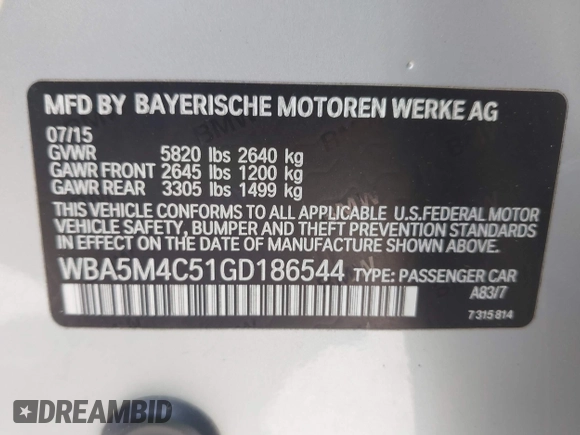 MFD BY BAYERISCHE MOTOREN WERKE AG
07/15
GVWR 5820 lbs 2640 kg
GAWR FRONT 2645 lbs 1200 kg
GAWR REAR 3305 lbs 1499 kg
THIS VEHICLE CONFORMS TO ALL APPLICABLE U.S.FEDERAL MOTOR
VEHICLE SAFETY, BUMPER AND THEFT PREVENTION STANDARDS
IN EFFECT ON THE DATE OF MANUFACTURE SHOWN ABOVE.
WBA5M4C51GD186544 TYPE: PASSENGER CAR
A83/7
7 315 814
DREAMBID